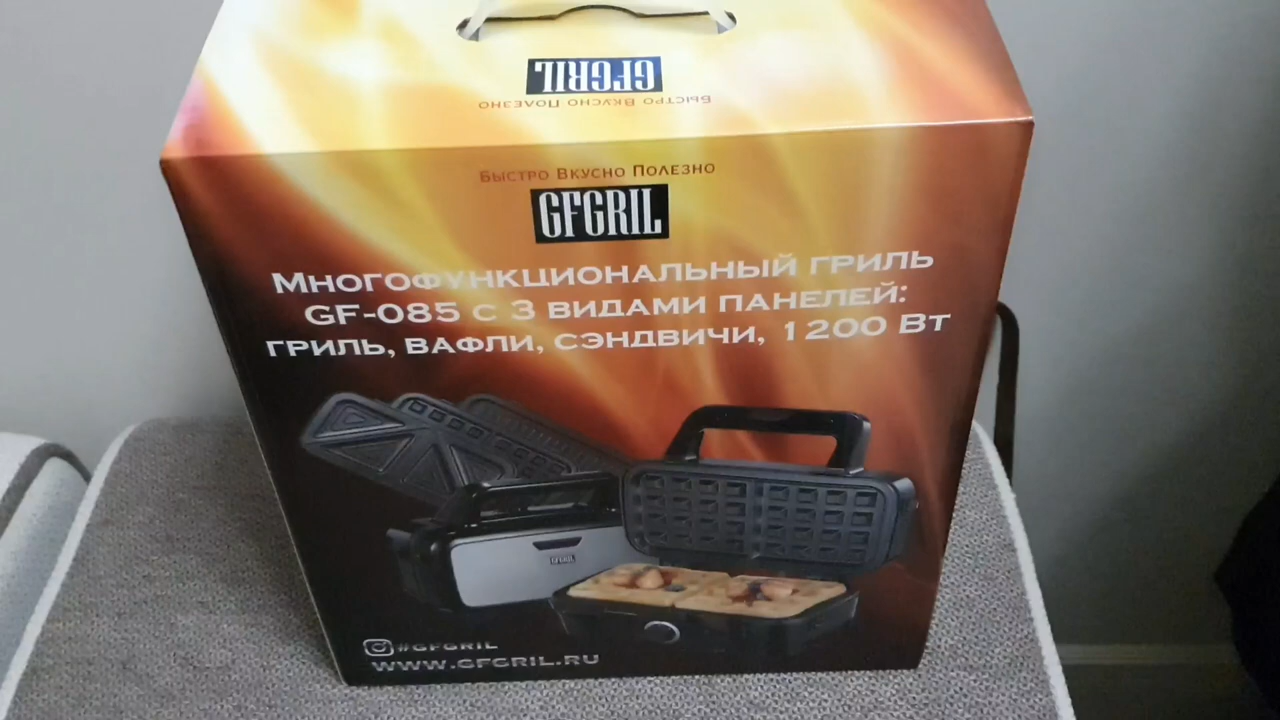 GFGRIL
Быстро Вкусно Полезно
Быстро Вкусно Полезно
GFGRIL
Многофункциональный гриль
GF-085 с 3 видами панелей:
гриль, вафли, сэндвичи, 1200 Вт
GFGRIL
#GFGRIL
WWW.GFGRIL.RU